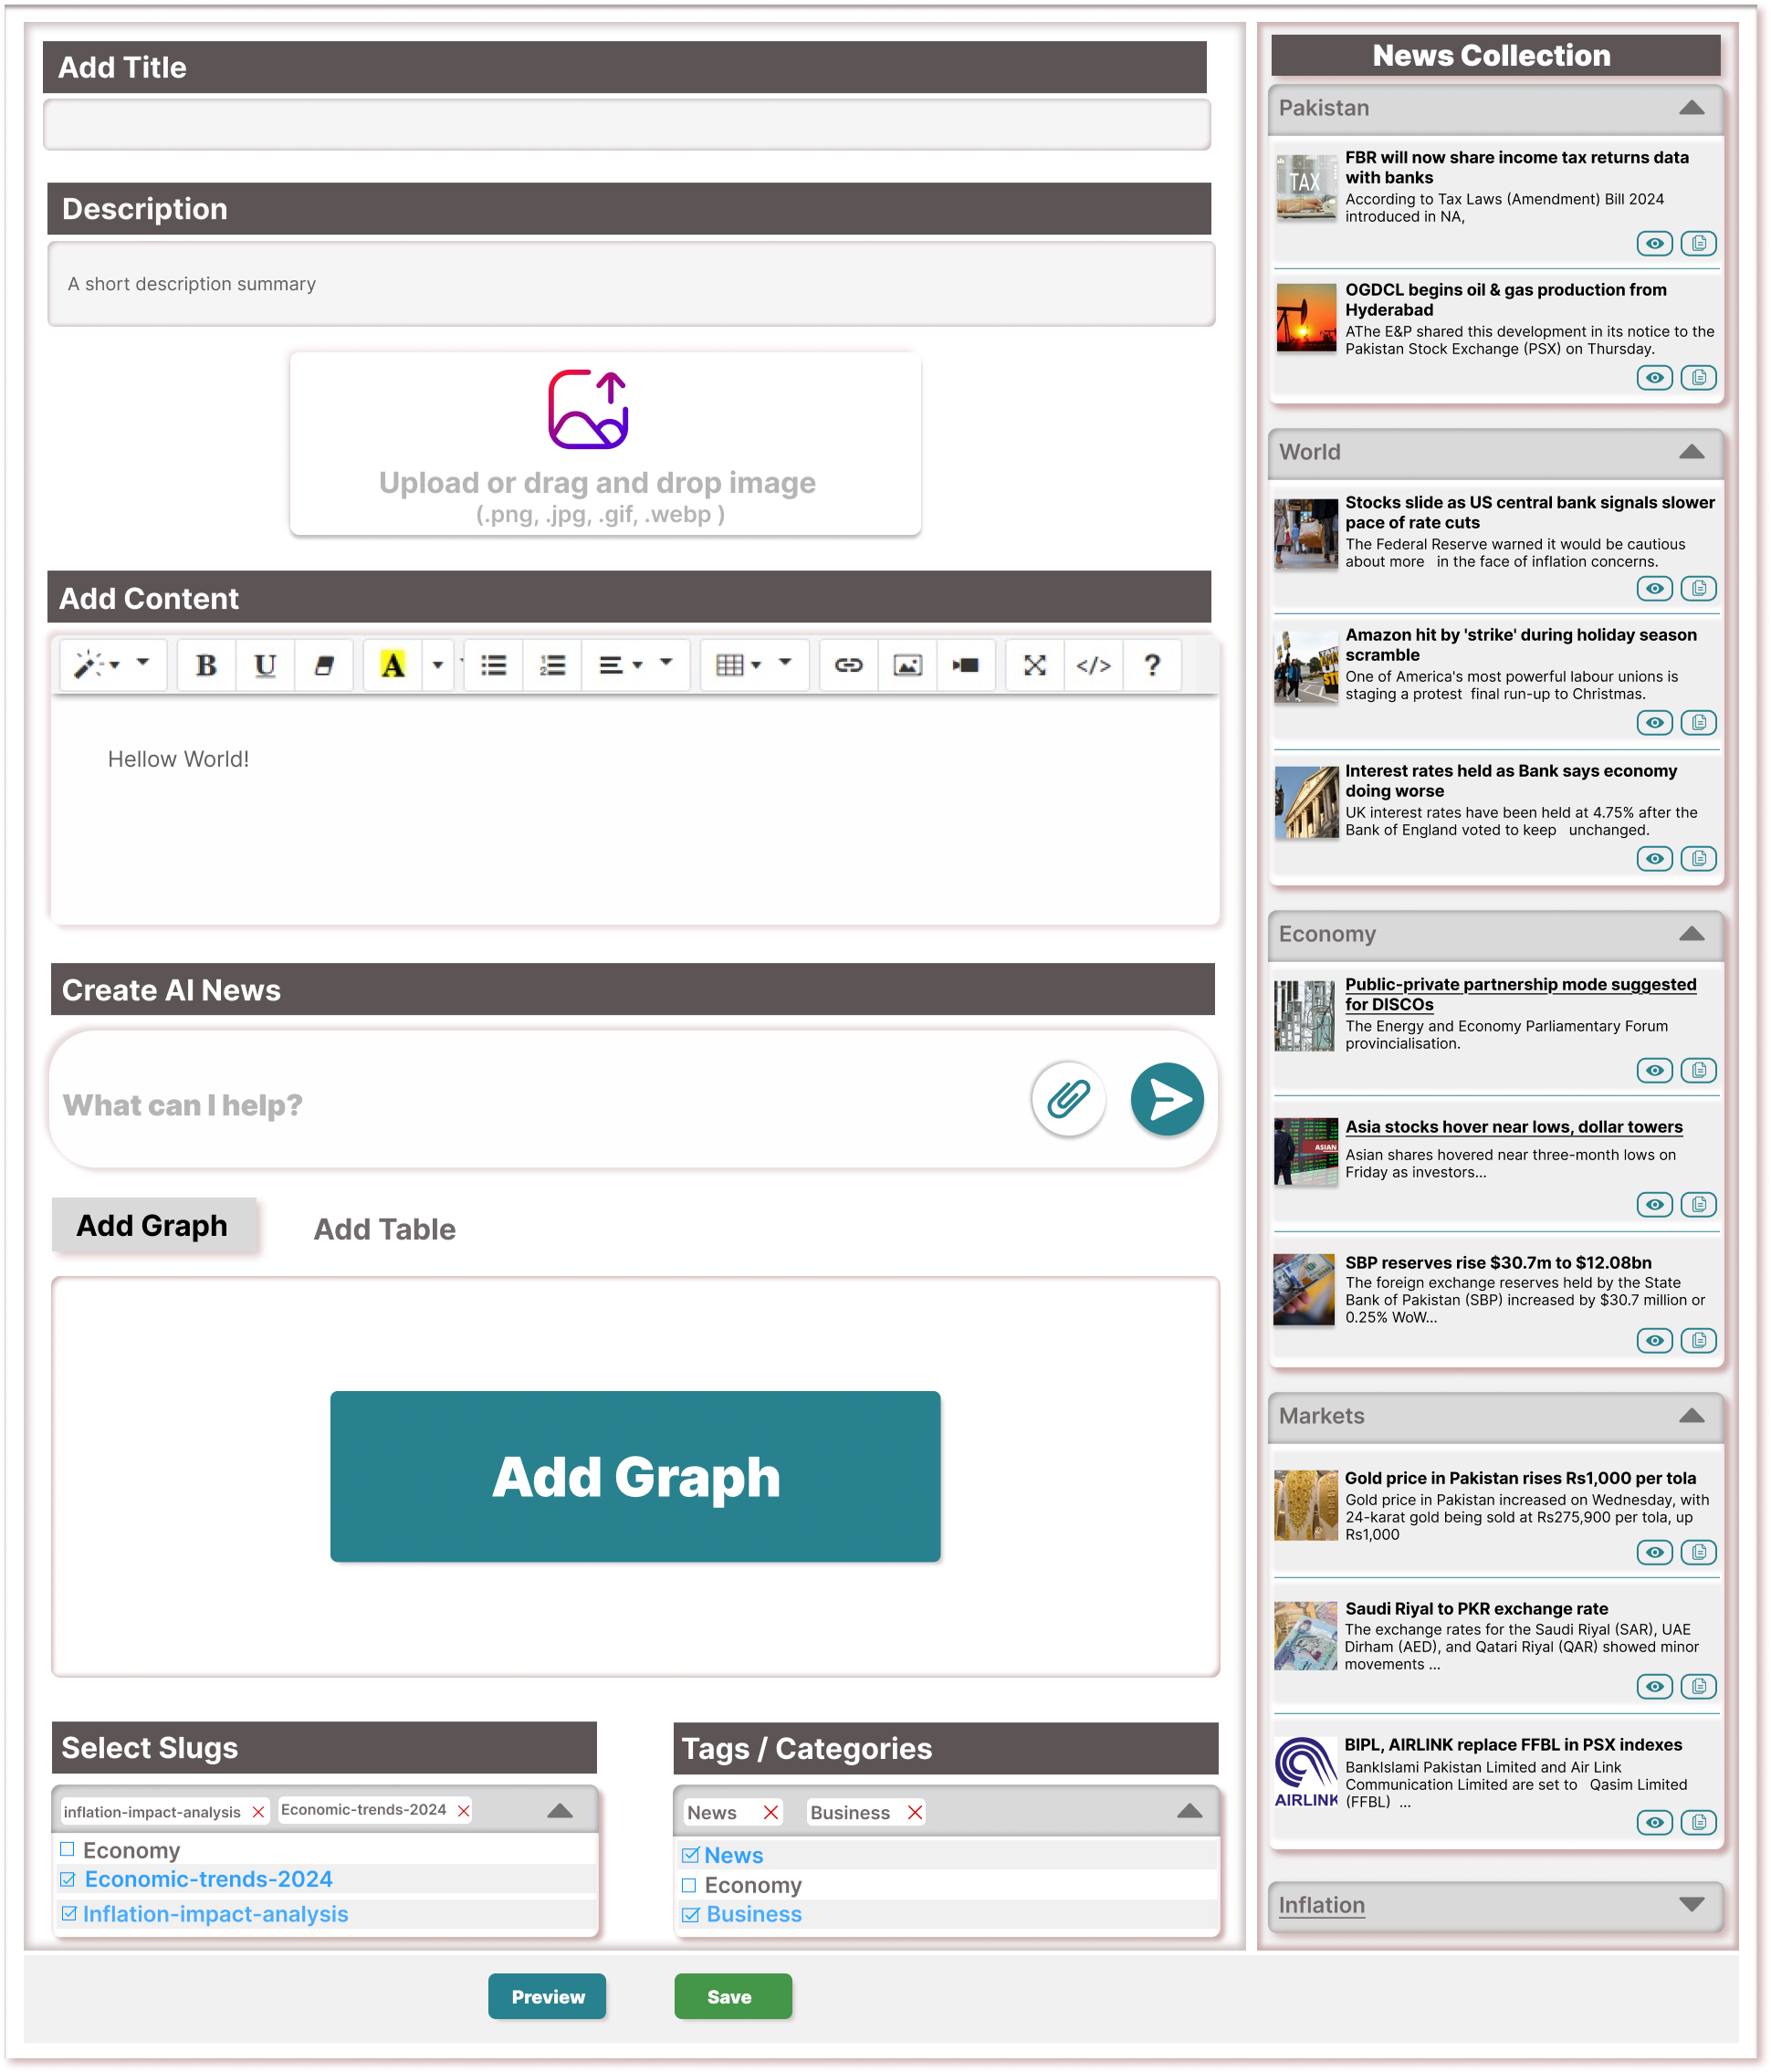 Add Title
Description
A short description summary
Upload or drag and drop image
(.png, .jpg, .gif, .webp )
Add Content
B U A </> ?
Hellow World!
Create AI News
What can I help?
Add Graph
Add Table
Add Graph
Select Slugs
inflation-impact-analysis
Economic-trends-2024
Economy
Economic-trends-2024
Inflation-impact-analysis
Tags / Categories
News
Business
News
Economy
Business
Preview
Save
News Collection
Pakistan
TAX
FBR will now share income tax returns data
with banks
According to Tax Laws (Amendment) Bill 2024
introduced in NA,
OGDCL begins oil & gas production from
Hyderabad
AThe E&P shared this development in its notice to the
Pakistan Stock Exchange (PSX) on Thursday.
World
Stocks slide as US central bank signals slower
pace of rate cuts
The Federal Reserve warned it would be cautious
about more   in the face of inflation concerns.
Amazon hit by 'strike' during holiday season
scramble
One of America's most powerful labour unions is
staging a protest  final run-up to Christmas.
Interest rates held as Bank says economy
doing worse
UK interest rates have been held at 4.75% after the
Bank of England voted to keep   unchanged.
Economy
Public-private partnership mode suggested
for DISCOs
The Energy and Economy Parliamentary Forum
provincialisation.
ASIAN
Asia stocks hover near lows, dollar towers
Asian shares hovered near three-month lows on
Friday as investors...
SBP reserves rise $30.7m to $12.08bn
The foreign exchange reserves held by the State
Bank of Pakistan (SBP) increased by $30.7 million or
0.25% WoW...
Markets
Gold price in Pakistan rises Rs1,000 per tola
Gold price in Pakistan increased on Wednesday, with
24-karat gold being sold at Rs275,900 per tola, up
Rs1,000
Saudi Riyal to PKR exchange rate
The exchange rates for the Saudi Riyal (SAR), UAE
Dirham (AED), and Qatari Riyal (QAR) showed minor
movements ...
AIRLINK
BIPL, AIRLINK replace FFBL in PSX indexes
BankIslami Pakistan Limited and Air Link
Communication Limited are set to   Qasim Limited
(FFBL)  ...
Inflation